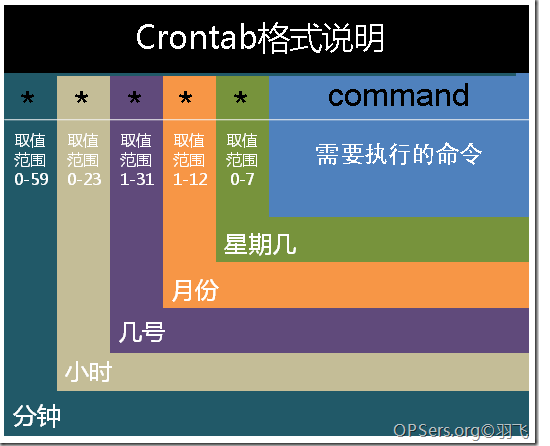 Crontab格式说明
* * * * * command
取值 取值 取值 取值 取值
范围 范围 范围 范围 范围
0-59 0-23 1-31 1-12 0-7
需要执行的命令
星期几
月份
几号
小时
分钟
OPSers.org©羽飞